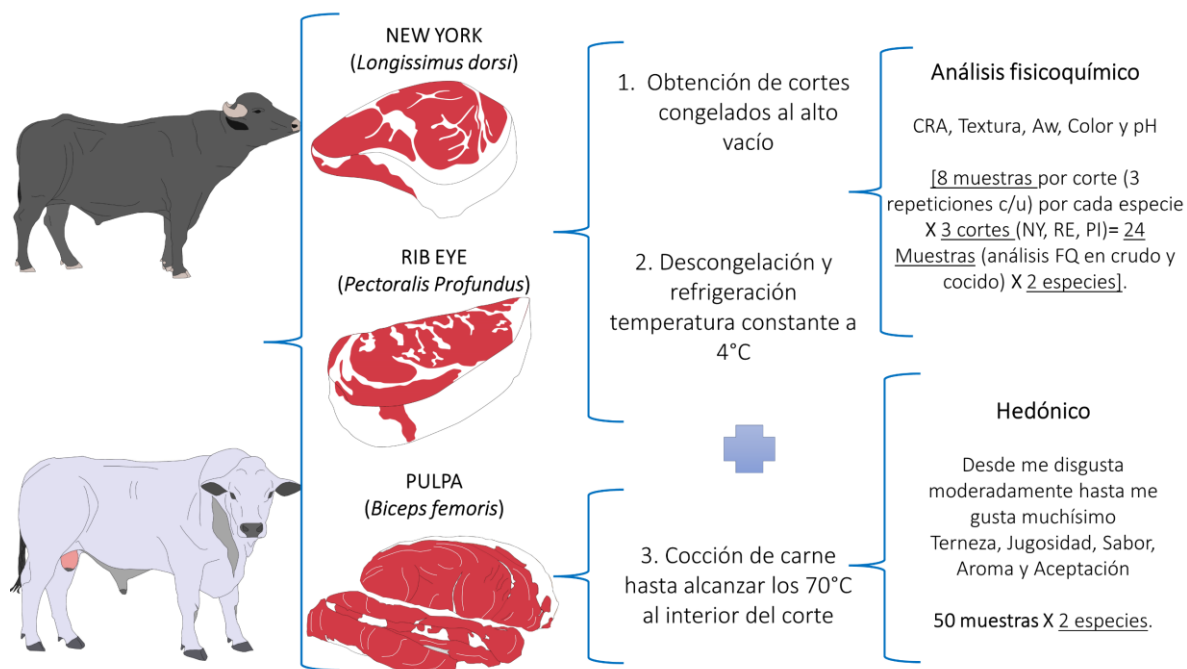 NEW YORK
(Longissimus dorsi)
RIB EYE
(Pectoralis Profundus)
PULPA
(Biceps femoris)
1. Obtención de cortes
congelados al alto
vacío
2. Descongelación y
refrigeración
temperatura constante a
4°C
3. Cocción de carne
hasta alcanzar los 70°C
al interior del corte
Análisis fisicoquímico
CRA, Textura, Aw, Color y pH
[8 muestras por corte (3
repeticiones c/u) por cada especie
X 3 cortes (NY, RE, PI)= 24
Muestras (análisis FQ en crudo y
cocido) X 2 especies].
Hedónico
Desde me disgusta
moderadamente hasta me
gusta muchísimo
Terneza, Jugosidad, Sabor,
Aroma y Aceptación
50 muestras X 2 especies.